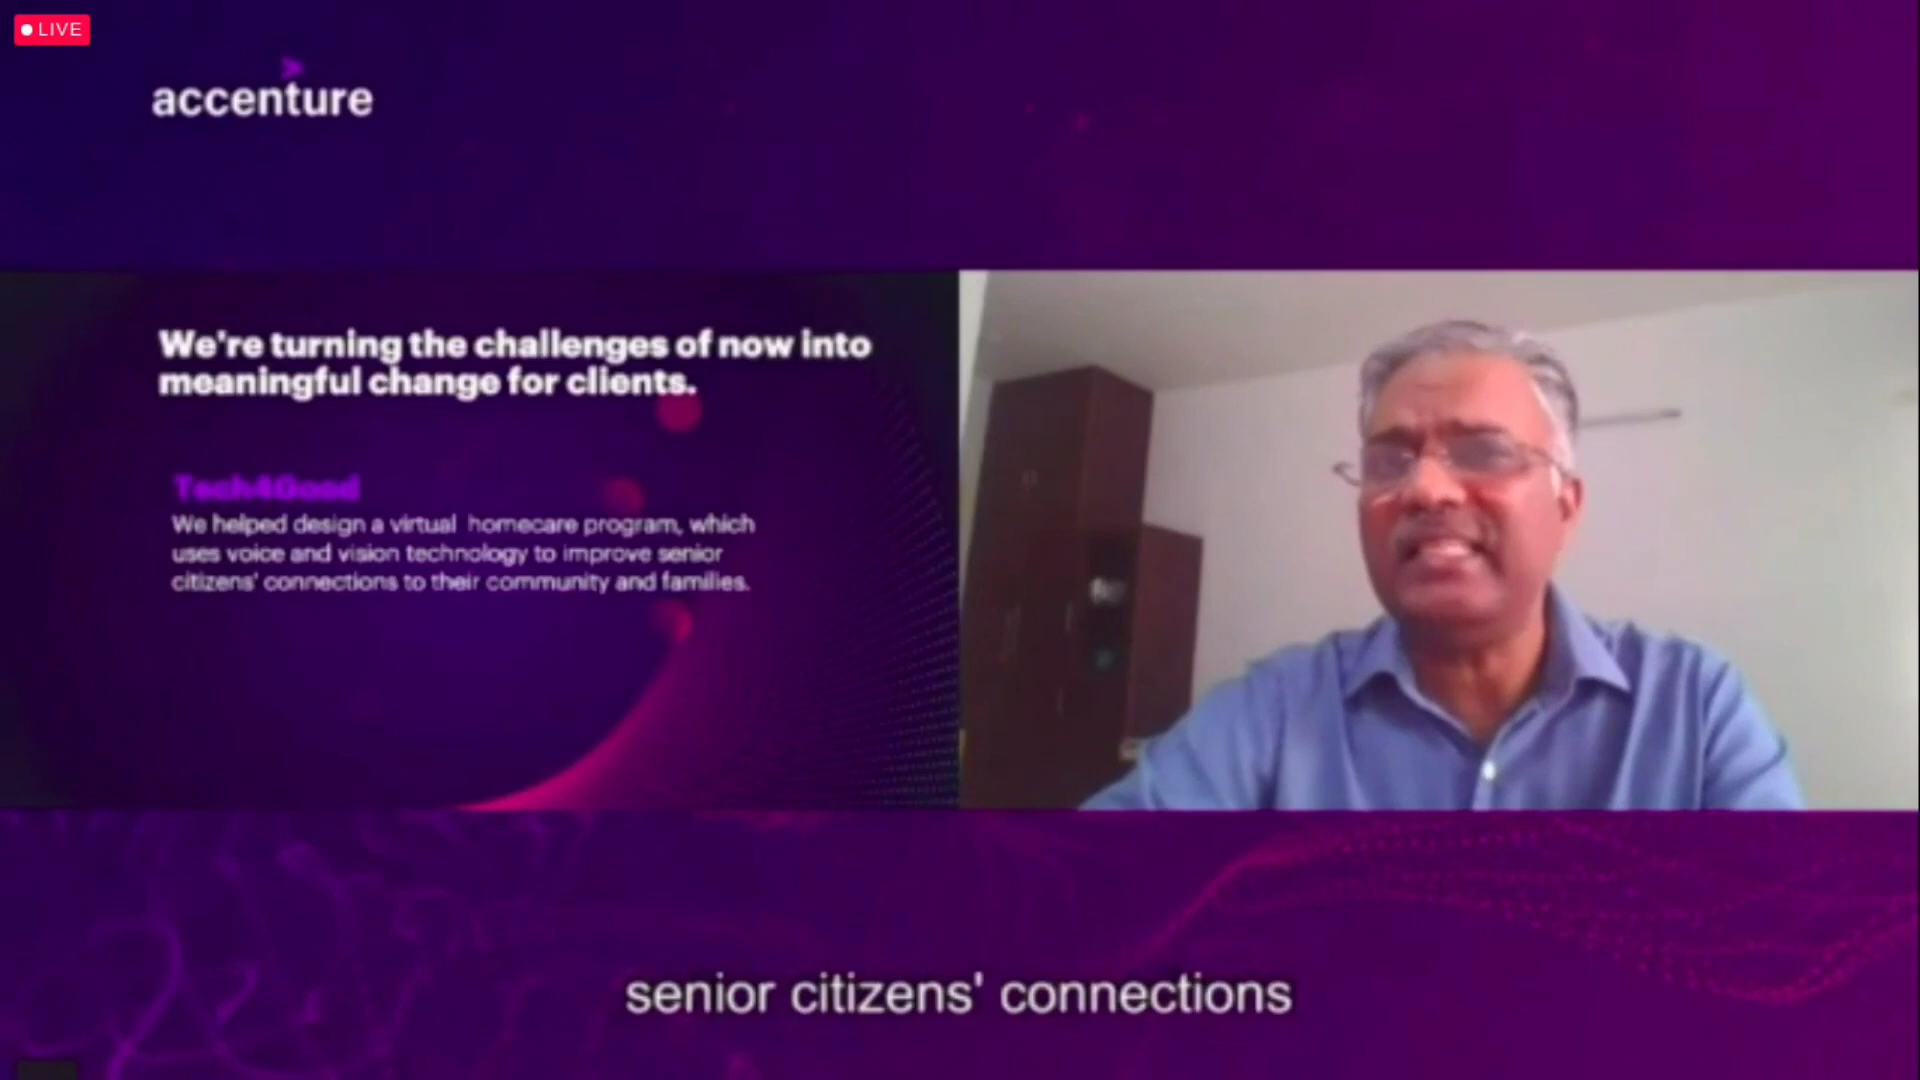 LIVE
accenture
We're turning the challenges of now into
meaningful change for clients.
Tech4Good
We helped design a virtual homecare program, which
uses voice and vision technology to improve senior
citizens' connections to their community and families.
senior citizens' connections